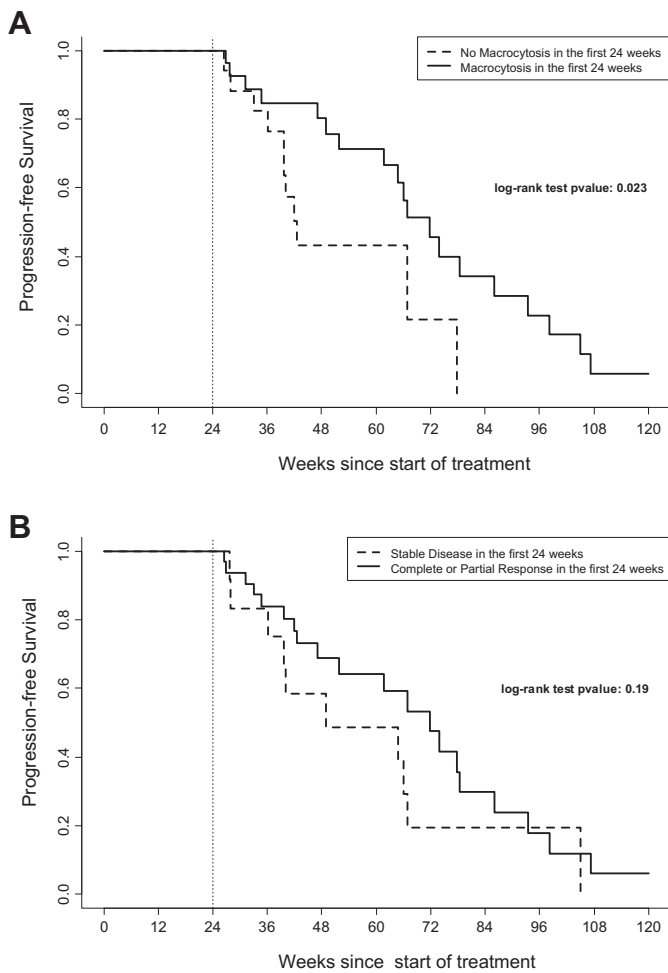 A
No Macrocytosis in the first 24 weeks
Macrocytosis in the first 24 weeks
log-rank test pvalue: 0.023
Progression-free Survival
1.0
0.8
0.6
0.4
0.2
0.0
0 12 24 36 48 60 72 84 96 108 120
Weeks since start of treatment
B
Stable Disease in the first 24 weeks
Complete or Partial Response in the first 24 weeks
log-rank test pvalue: 0.19
Progression-free Survival
1.0
0.8
0.6
0.4
0.2
0.0
0 12 24 36 48 60 72 84 96 108 120
Weeks since start of treatment